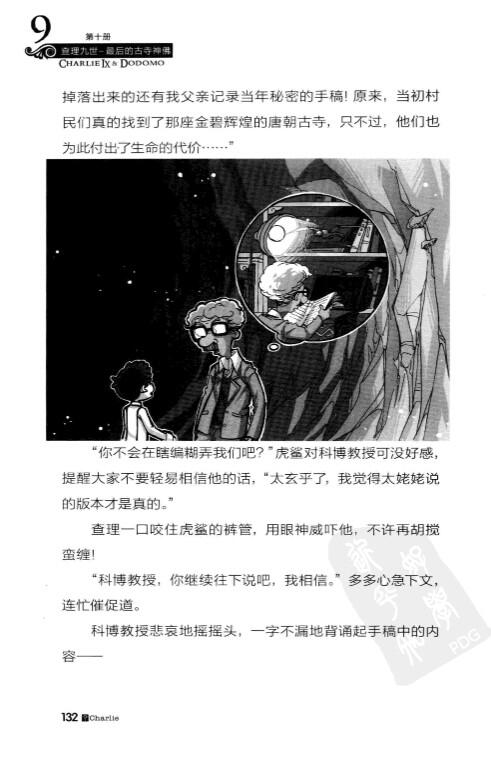 9
第十册
查理九世-最后的古寺神佛
CHARLIE IX & DODOMO
掉落出来的还有我父亲记录当年秘密的手稿！原来，当初村
民们真的找到了那座金碧辉煌的唐朝古寺，只不过，他们也
为此付出了生命的代价……”
“你不会在瞎编糊弄我们吧？”虎鲨对科博教授可没好感，
提醒大家不要轻易相信他的话，“太玄乎了，我觉得太姥姥说
的版本才是真的。”
查理一口咬住虎鲨的裤管，用眼神威吓他，不许再胡搅
蛮缠！
“科博教授，你继续往下说吧，我相信。”多多心急下文，
连忙催促道。
科博教授悲哀地摇摇头，一字不漏地背诵起手稿中的内
容——
PDG
132 Charlie